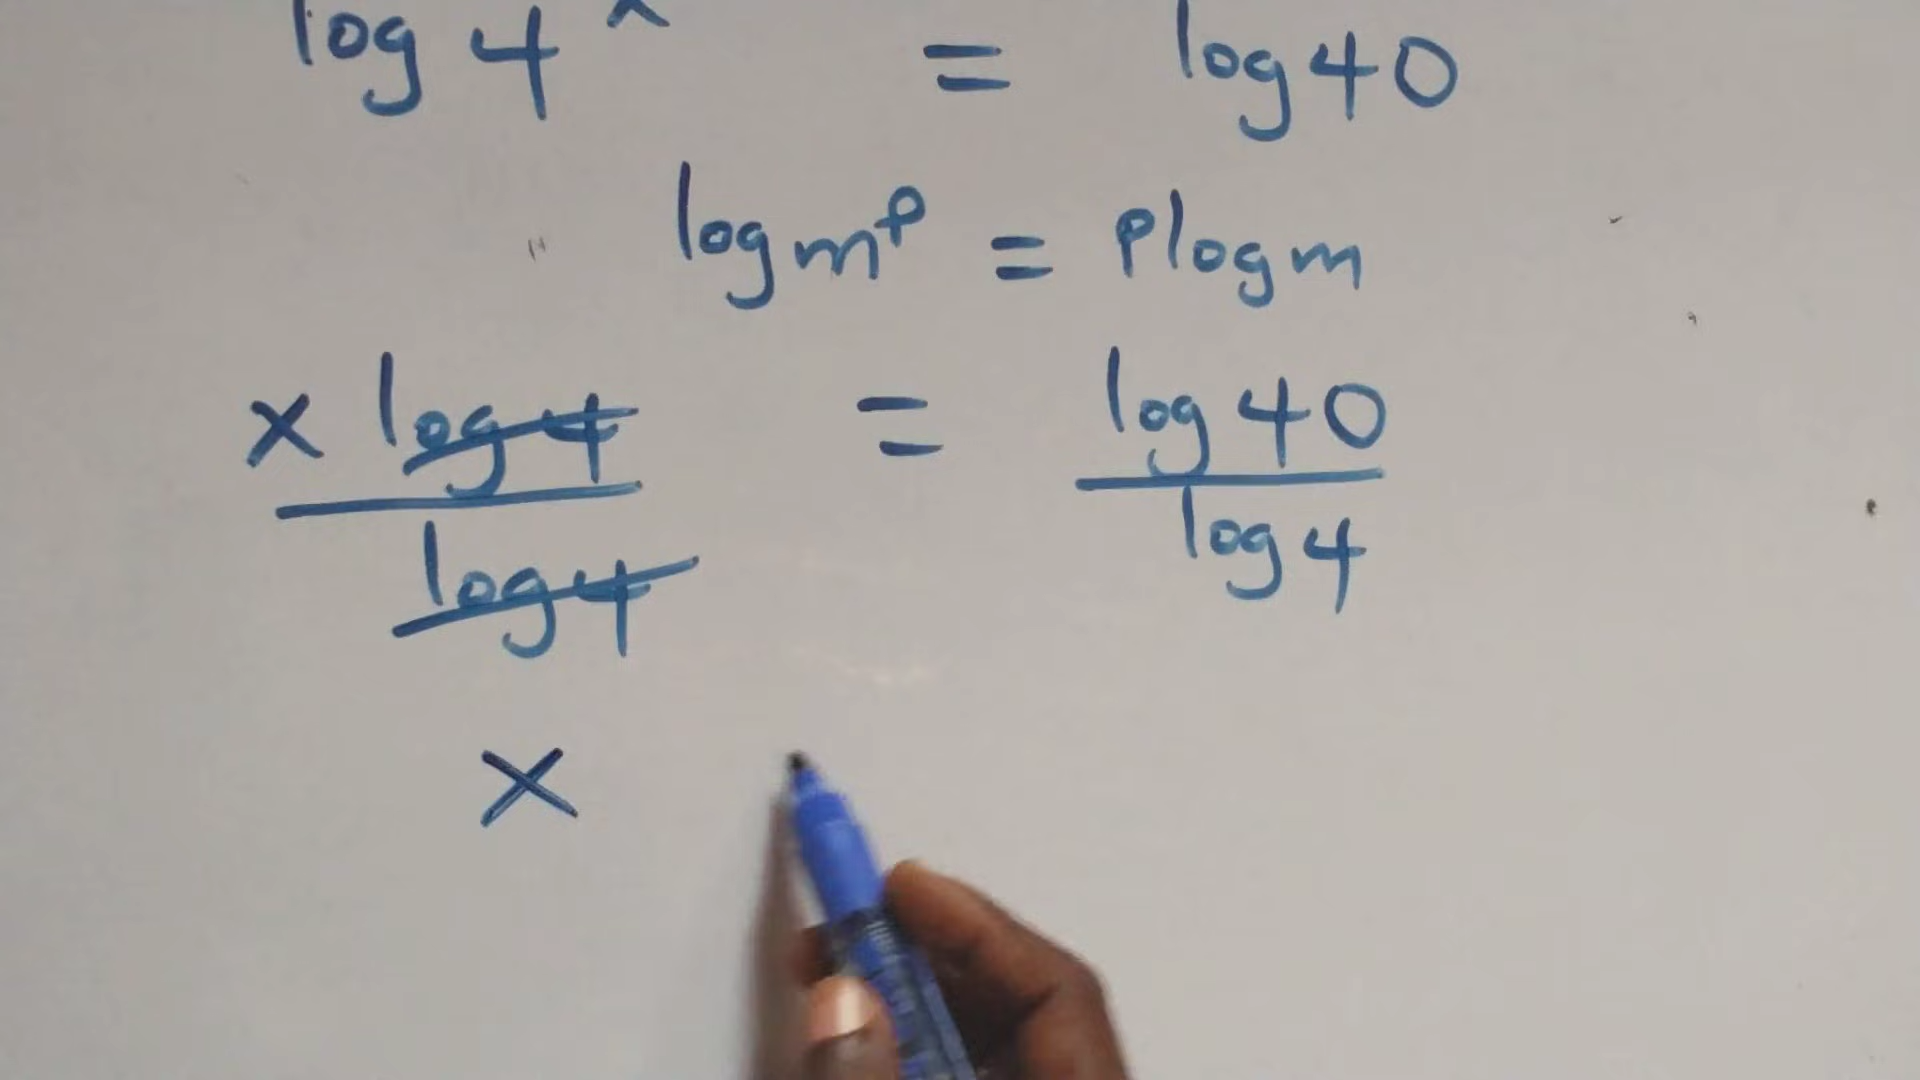 log 4^x = log 40
log m^p = p log m
x log 4 / log 4 = log 40 / log 4
x